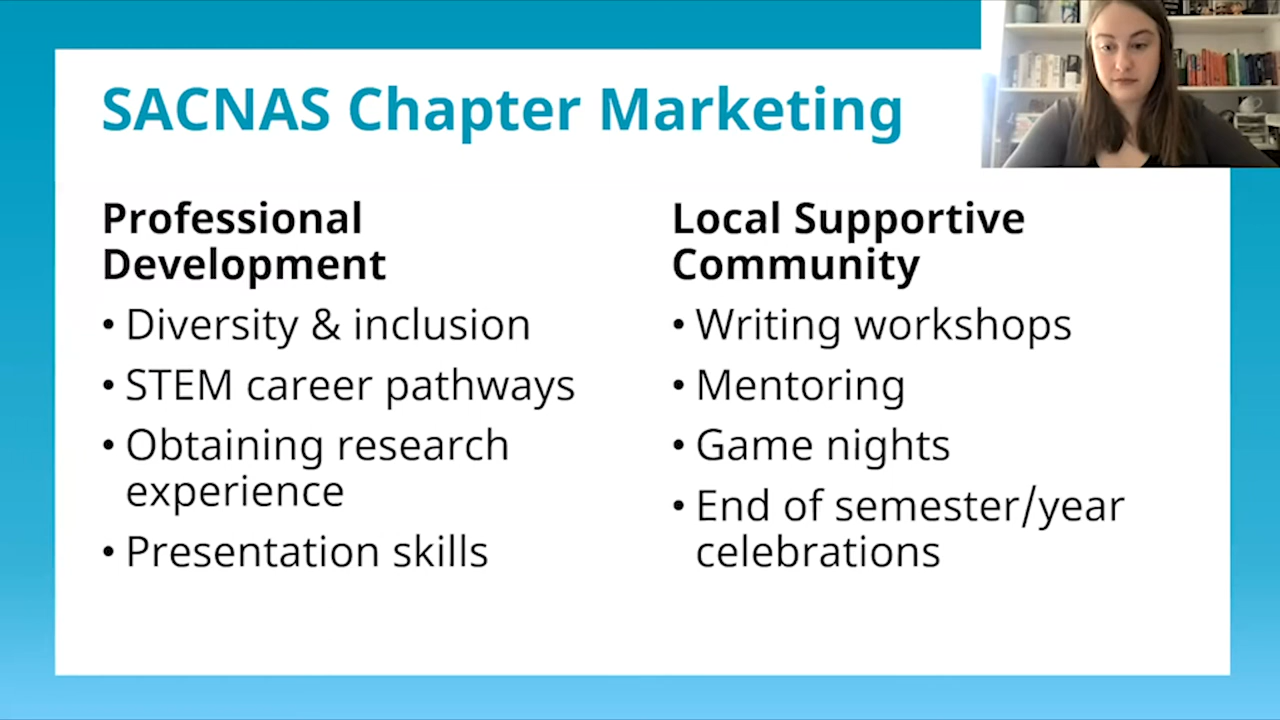 SACNAS Chapter Marketing
Professional
Development
• Diversity & inclusion
• STEM career pathways
• Obtaining research
experience
• Presentation skills
Local Supportive
Community
• Writing workshops
• Mentoring
• Game nights
• End of semester/year
celebrations